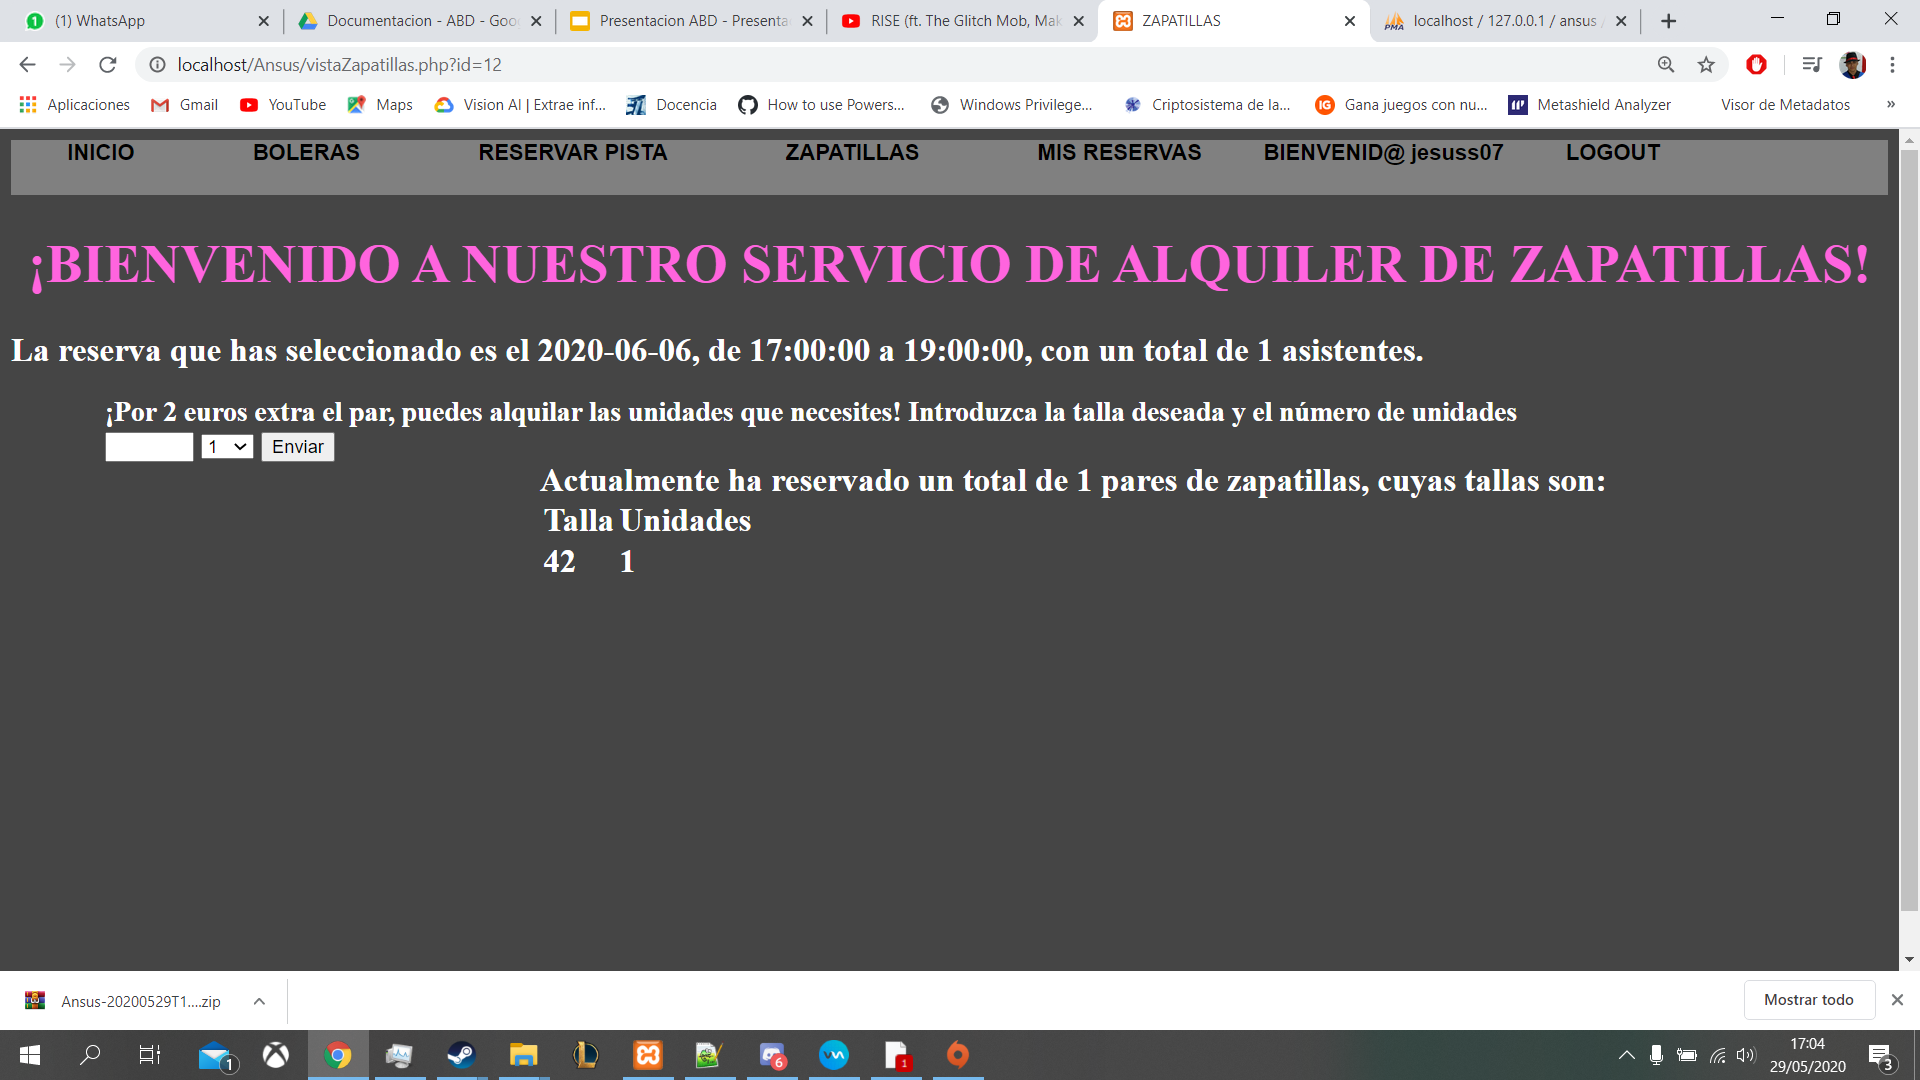 (1) WhatsApp
Documentacion - ABD - Goo
Presentacion ABD - Presenta
RISE (ft. The Glitch Mob, Mak
ZAPATILLAS
localhost / 127.0.0.1 / ansus /
localhost/Ansus/vistaZapatillas.php?id=12
Aplicaciones
Gmail
YouTube
Maps
Vision AI | Extrae inf...
Docencia
How to use Powers...
Windows Privilege...
Criptosistema de la...
Gana juegos con nu...
Metashield Analyzer
Visor de Metadatos
»
INICIO
BOLERAS
RESERVAR PISTA
ZAPATILLAS
MIS RESERVAS
BIENVENID@ jesuss07
LOGOUT
¡BIENVENIDO A NUESTRO SERVICIO DE ALQUILER DE ZAPATILLAS!
La reserva que has seleccionado es el 2020-06-06, de 17:00:00 a 19:00:00, con un total de 1 asistentes.
¡Por 2 euros extra el par, puedes alquilar las unidades que necesites! Introduzca la talla deseada y el número de unidades
1 Enviar
Actualmente ha reservado un total de 1 pares de zapatillas, cuyas tallas son:
Talla Unidades
42 1
Ansus-20200529T1....zip
Mostrar todo
17:04
29/05/2020
1
6
1
3